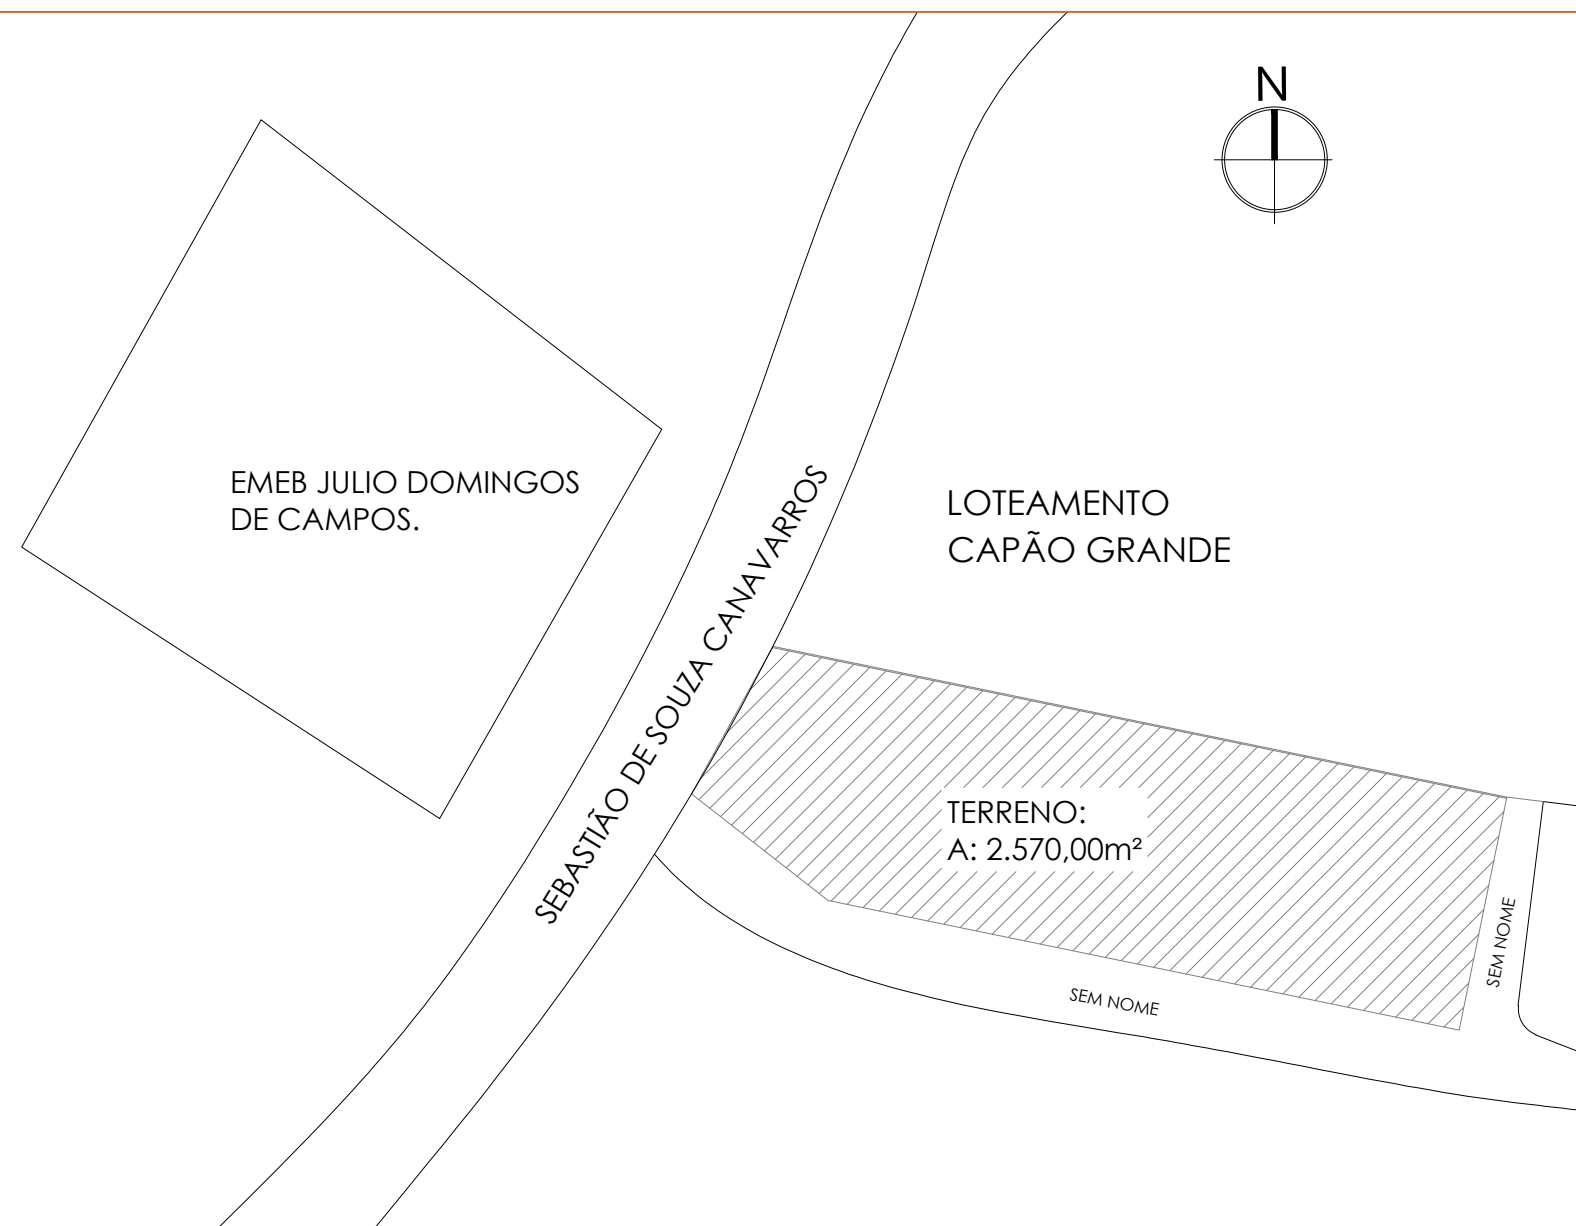 N
EMEB JULIO DOMINGOS
DE CAMPOS.
SEBASTIÃO DE SOUZA CANAVARROS
LOTEAMENTO
CAPÃO GRANDE
TERRENO:
A: 2.570,00m²
SEM NOME
SEM NOME